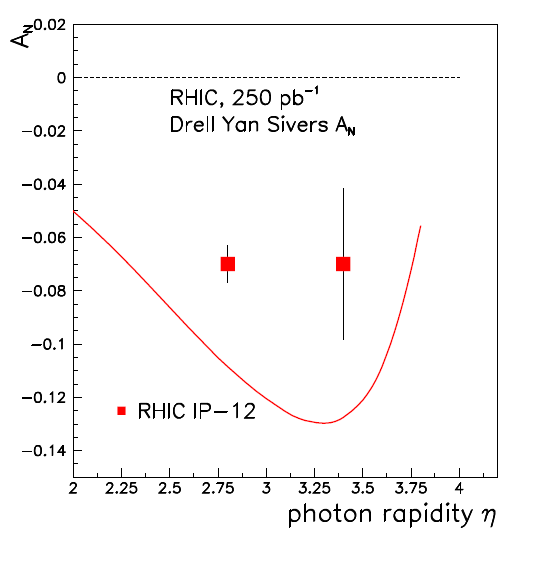 A_N
0.02
0
−0.02
−0.04
−0.06
−0.08
−0.1
−0.12
−0.14
RHIC, 250 pb⁻¹
Drell Yan Sivers A_N
RHIC IP−12
2 2.25 2.5 2.75 3 3.25 3.5 3.75 4
photon rapidity η